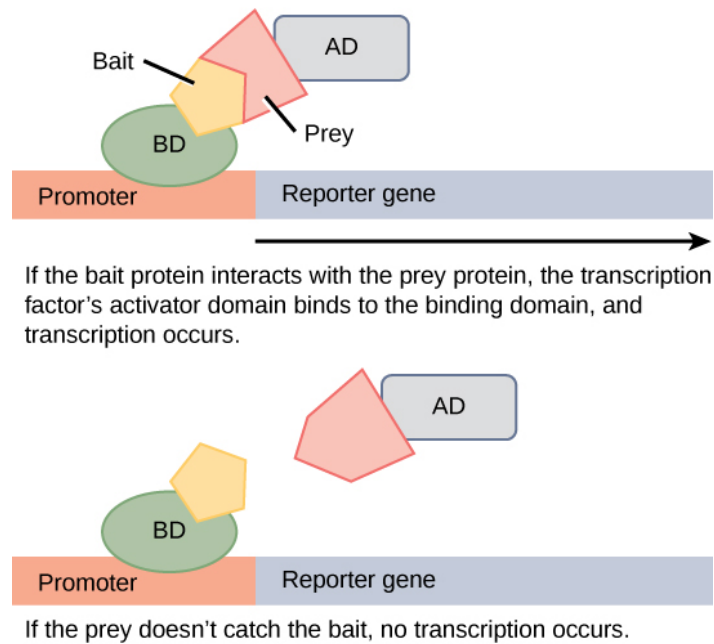 AD
Bait
Prey
BD
Promoter
Reporter gene
If the bait protein interacts with the prey protein, the transcription
factor’s activator domain binds to the binding domain, and
transcription occurs.
AD
BD
Promoter
Reporter gene
If the prey doesn’t catch the bait, no transcription occurs.